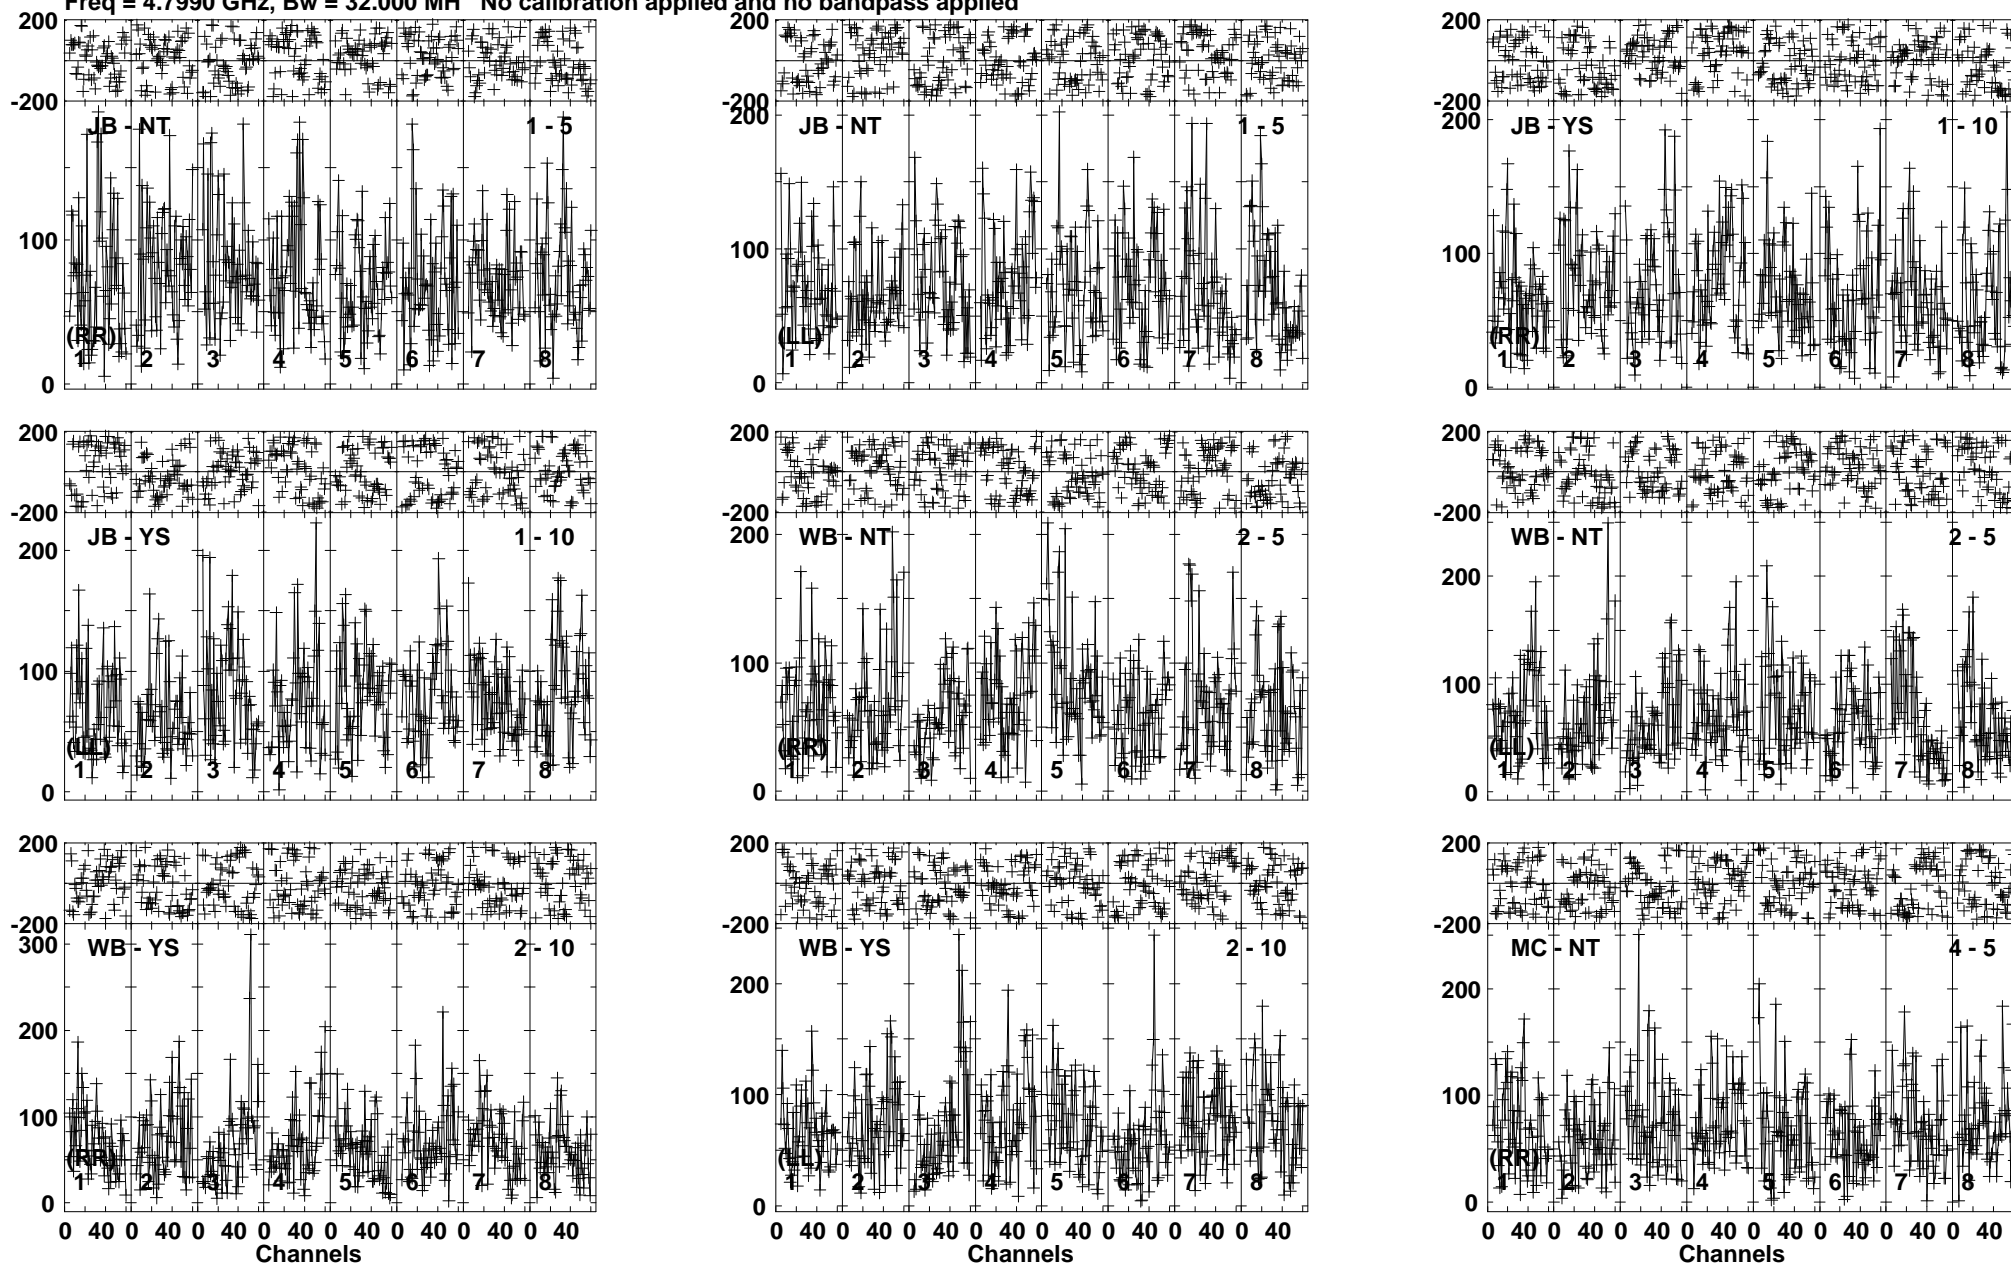 Freq = 4.7990 GHz, Bw = 32.000 MH No calibration applied and no bandpass applied
200 200 200
-200 -200 -200
JB - NT 1 - 5 JB - NT 1 - 5 JB - YS 1 - 10
200 200
100 100 100
(RR) (LL) (RR)
1 2 3 4 5 6 7 8 1 2 3 4 5 6 7 8 1 2 3 4 5 6 7 8
0 0 0
200 200 200
-200 -200 -200
JB - YS 1 - 10 WB - NT 2 - 5 WB - NT 2 - 5
200 200 200
100 100 100
(LL) (RR) (LL)
1 2 3 4 5 6 7 8 1 2 3 4 5 6 7 8 1 2 3 4 5 6 7 8
0 0 0
200 200 200
-200 -200 -200
WB - YS 2 - 10 WB - YS 2 - 10 MC - NT 4 - 5
300
200 200 200
100 100 100
(RR) (LL) (RR)
1 2 3 4 5 6 7 8 1 2 3 4 5 6 7 8 1 2 3 4 5 6 7 8
0 0 0
0 40 0 40 0 40 0 40 0 40 0 40 0 40 0 40 0 40 0 40 0 40 0 40 0 40 0 40 0 40 0 40 0 40 0 40 0 40 0 40 0 40 0 40 0 40 0 40
Channels Channels Channels